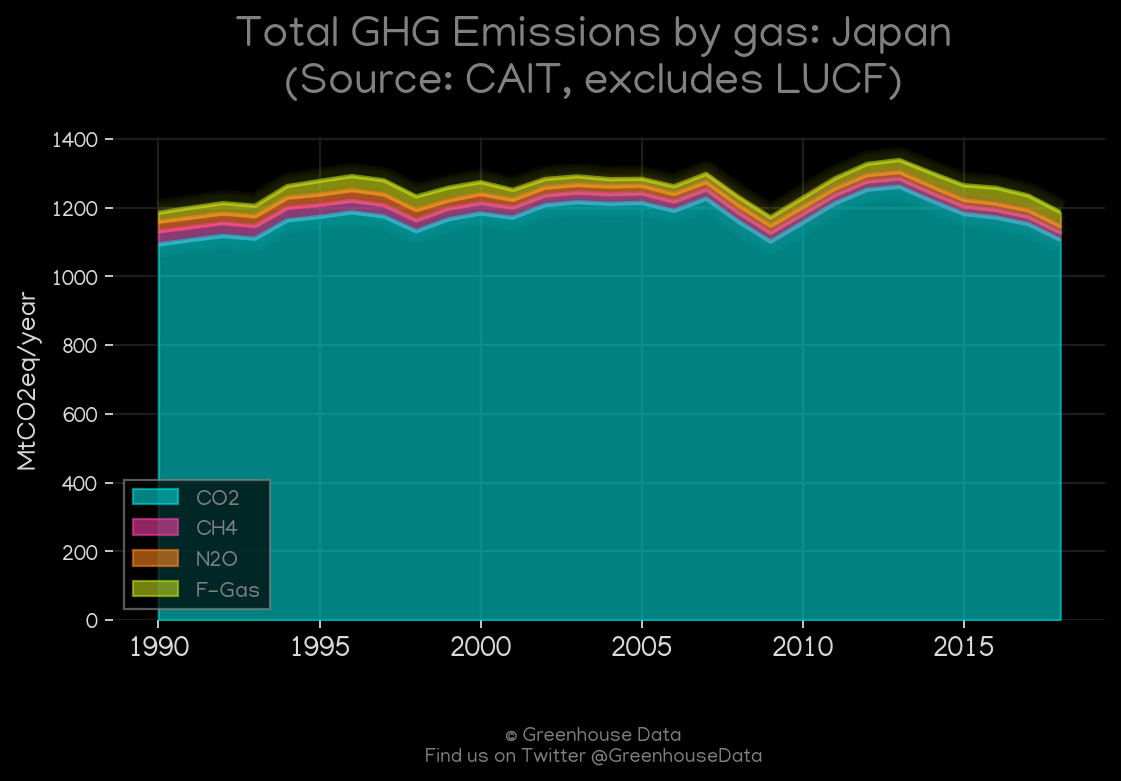 Total GHG Emissions by gas: Japan
(Source: CAIT, excludes LUCF)
MtCO2eq/year
1400
1200
1000
800
600
400
200
0
CO2
CH4
N2O
F-Gas
1990 1995 2000 2005 2010 2015
© Greenhouse Data
Find us on Twitter @GreenhouseData